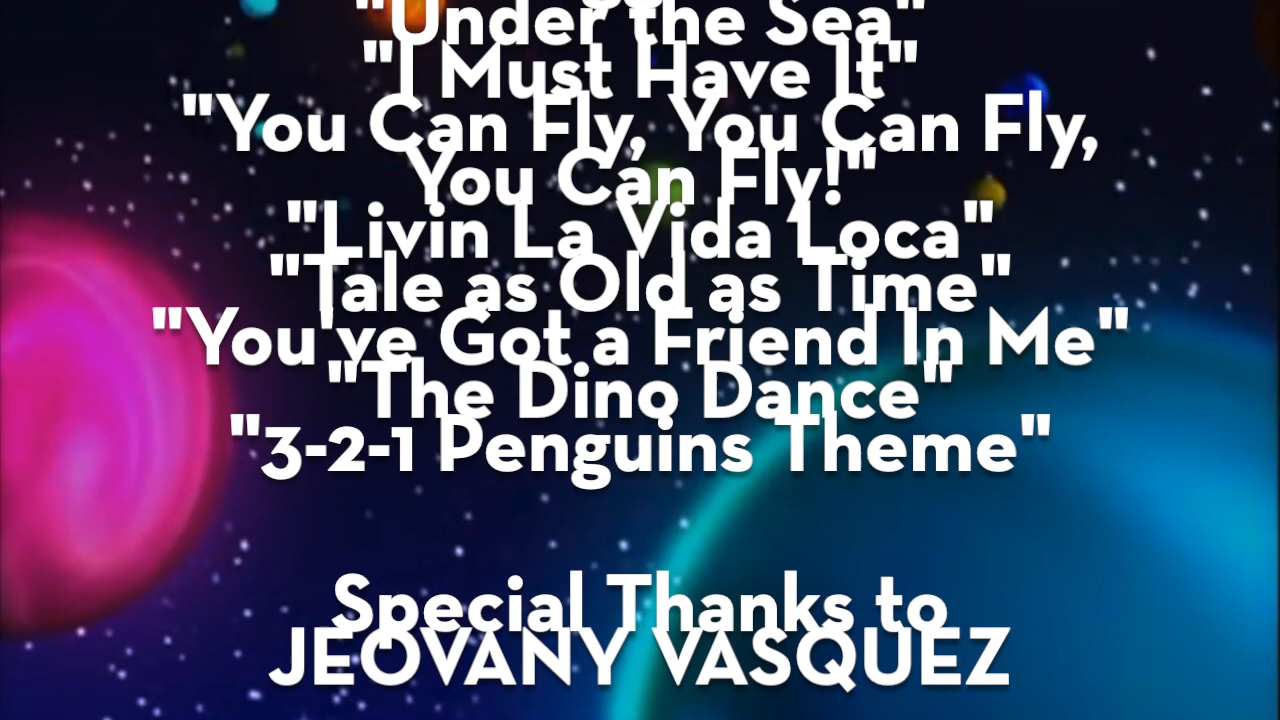 "Under the Sea"
"I Must Have It"
"You Can Fly, You Can Fly,
You Can Fly!"
"Livin La Vida Loca"
"Tale as Old as Time"
"You've Got a Friend In Me"
"The Dino Dance"
"3-2-1 Penguins Theme"
Special Thanks to
JEOVANY VASQUEZ